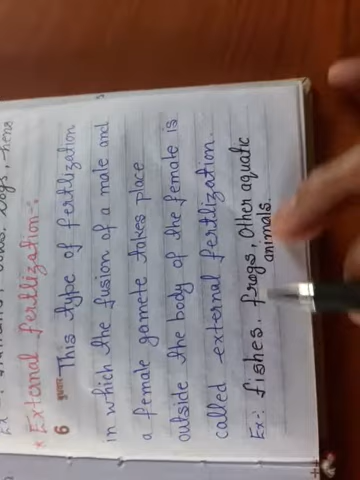 * External fertilization -:
6 This type of fertilization
in which the fusion of a male and
a female gamete takes place
outside the body of the female is
called external fertilization.
Ex:- fishes. frogs, Other aquatic
animals.